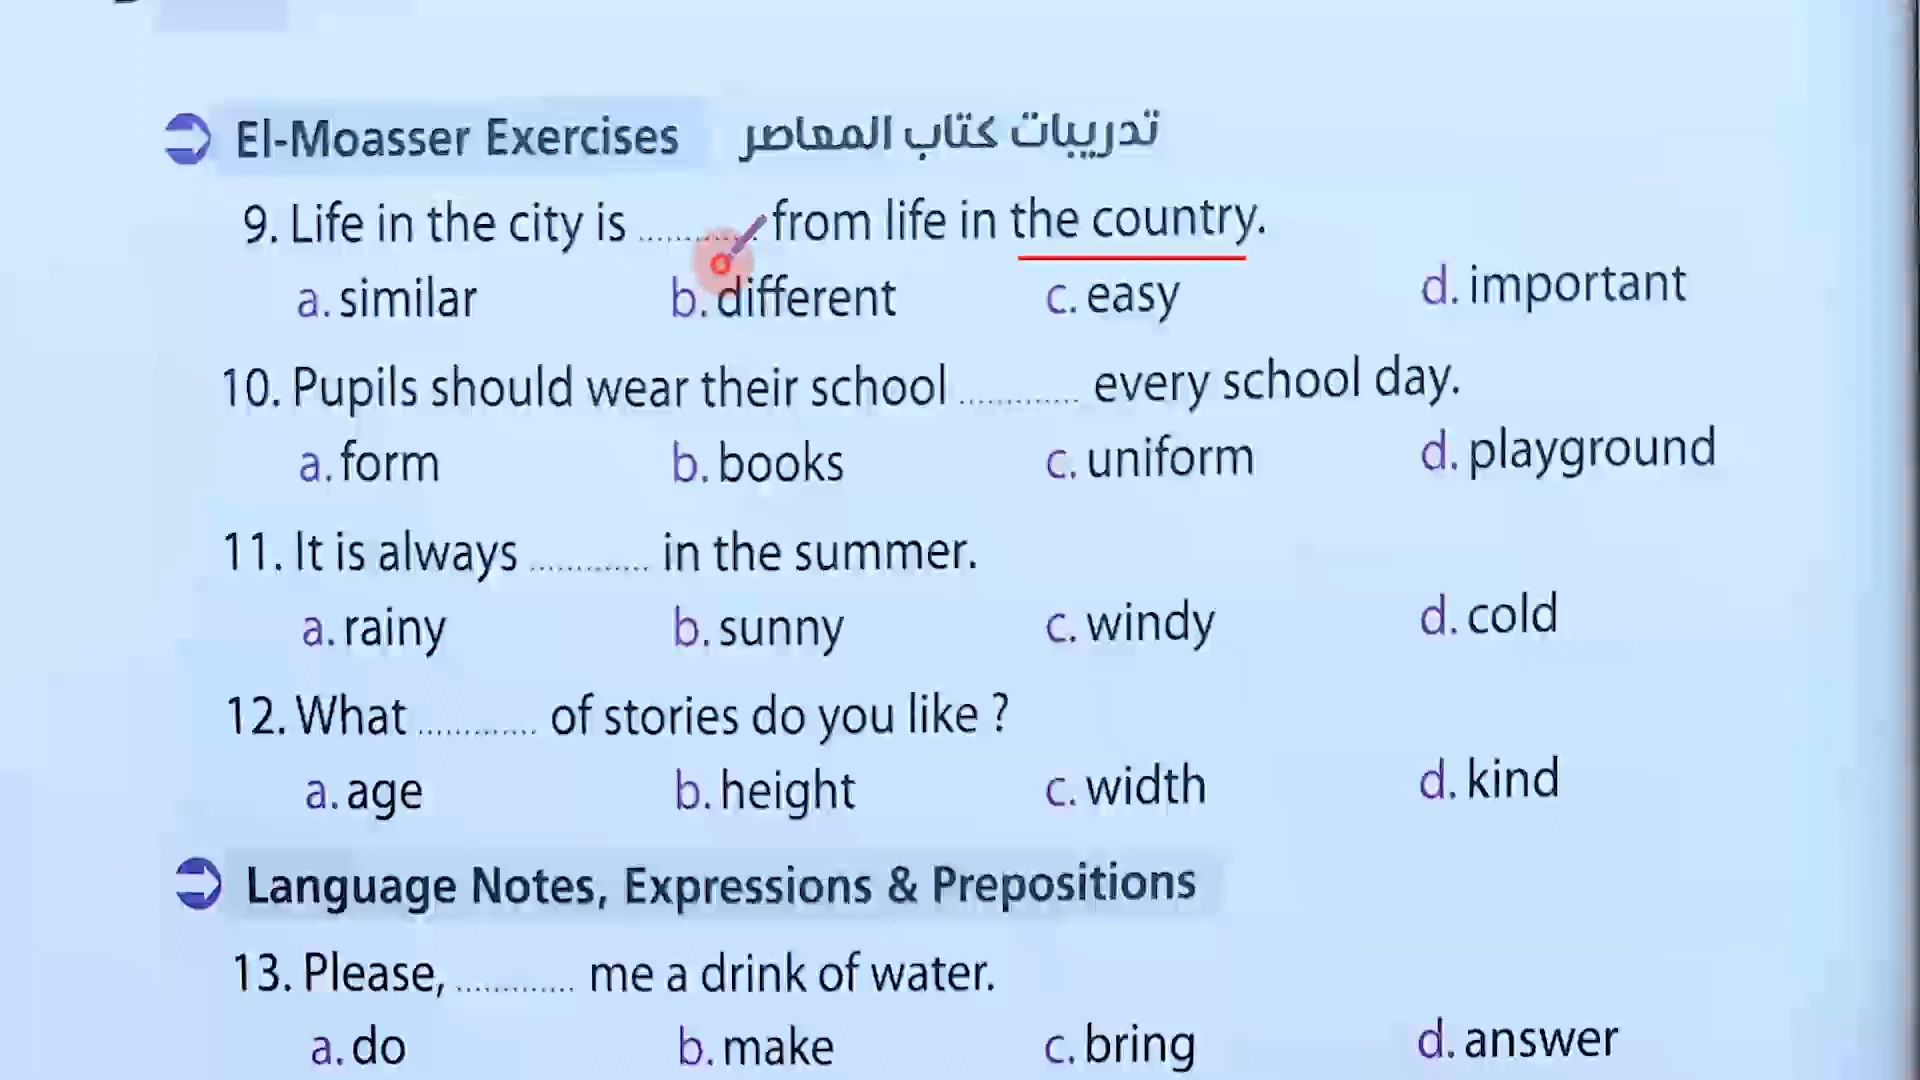 El-Moasser Exercises تدريبات كتاب المعاصر
9. Life in the city is ............. from life in the country.
a. similar b. different c. easy d. important
10. Pupils should wear their school ............. every school day.
a. form b. books c. uniform d. playground
11. It is always ............. in the summer.
a. rainy b. sunny c. windy d. cold
12. What ............. of stories do you like ?
a. age b. height c. width d. kind
Language Notes, Expressions & Prepositions
13. Please, ............. me a drink of water.
a. do b. make c. bring d. answer